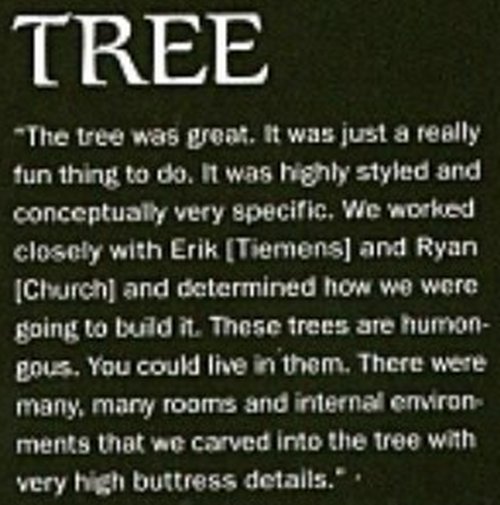 TREE
"The tree was great. It was just a really
fun thing to do. It was highly styled and
conceptually very specific. We worked
closely with Erik [Tiemens] and Ryan
[Church] and determined how we were
going to build it. These trees are humon-
gous. You could live in them. There were
many, many rooms and internal environ-
ments that we carved into the tree with
very high buttress details."